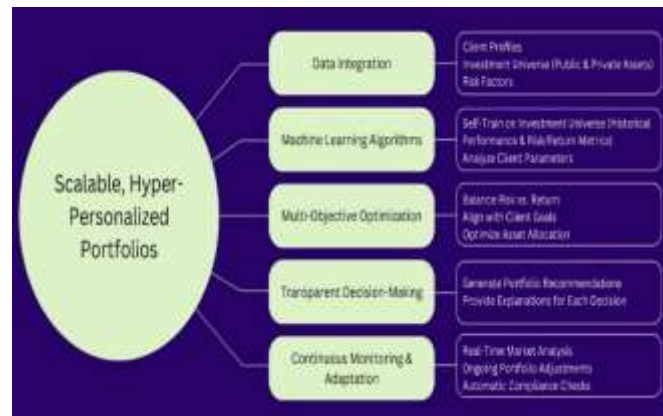 Scalable, Hyper-
Personalized
Portfolios
Data Integration
Client Profiles
Investment Universe (Public & Private Assets)
Risk Factors
Machine Learning Algorithms
Self-Train on Investment Universe (Historical
Performance & Risk/Return Metrics)
Analyze Client Parameters
Multi-Objective Optimization
Balance Risk vs. Return
Align with Client Goals
Optimize Asset Allocation
Transparent Decision-Making
Generate Portfolio Recommendations
Provide Explanations for Each Decision
Continuous Monitoring &
Adaptation
Real-Time Market Analysis
Ongoing Portfolio Adjustments
Automatic Compliance Checks